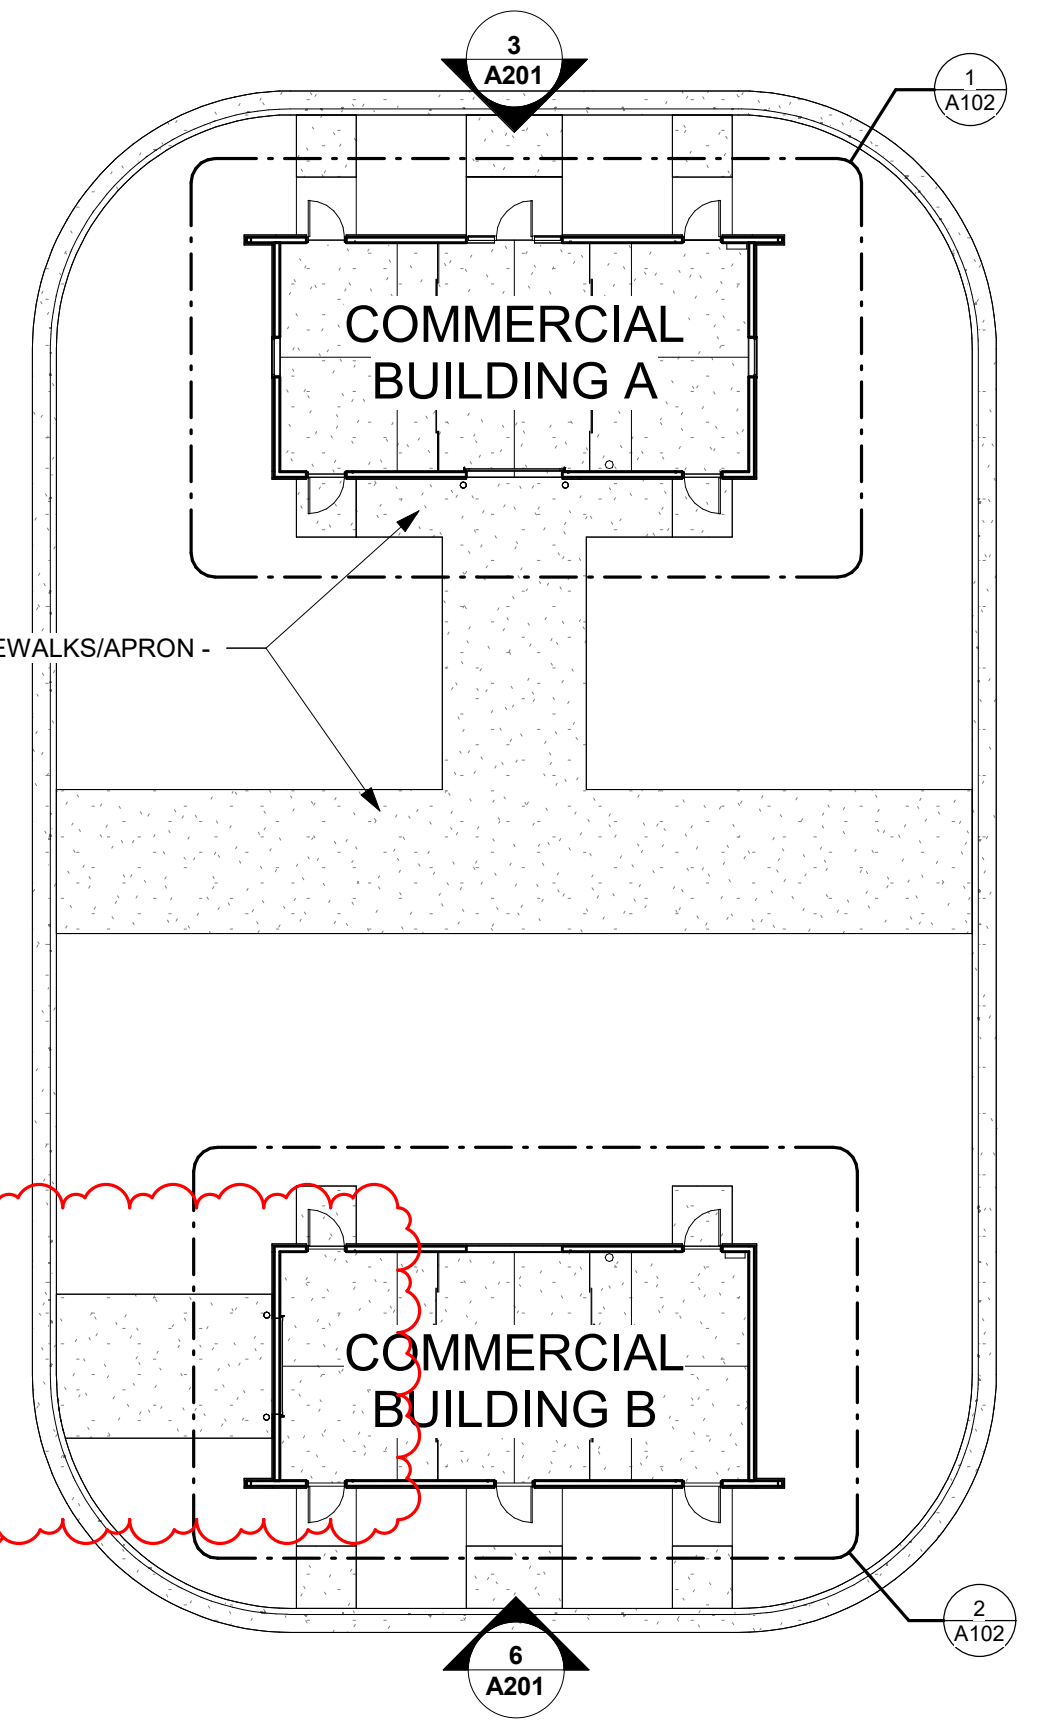 3
A201
1
A102
COMMERCIAL
BUILDING A
EWALKS/APRON -
COMMERCIAL
BUILDING B
2
A102
6
A201